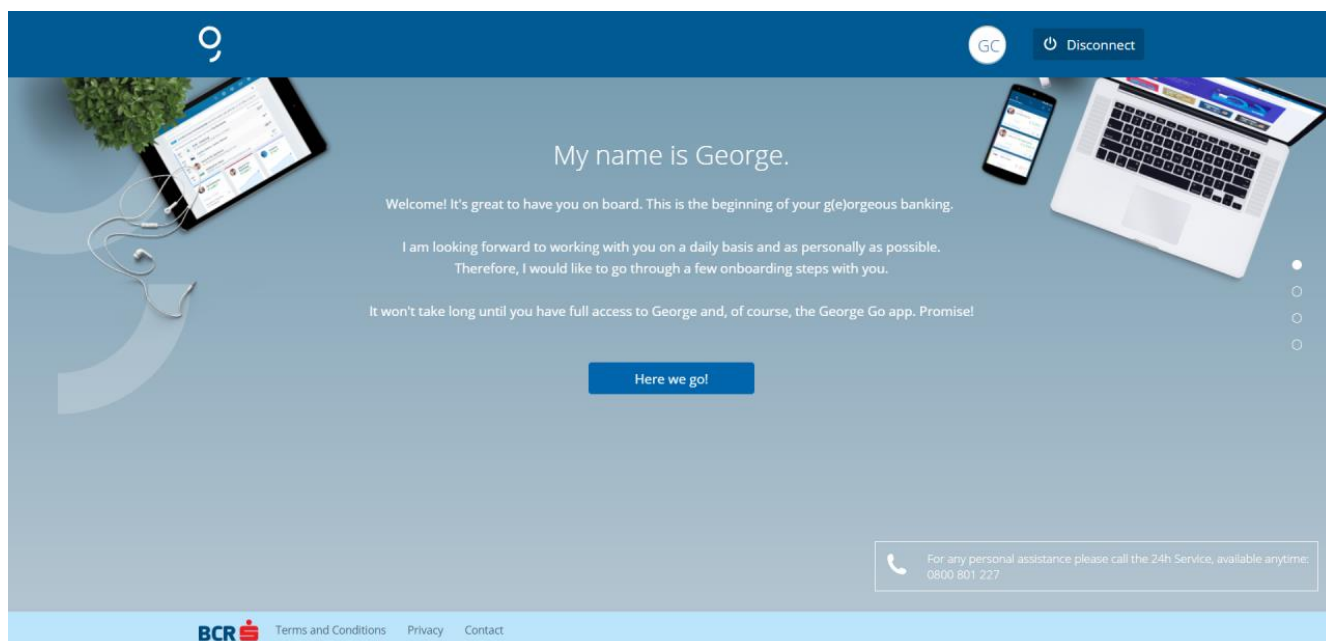 g
GC
Disconnect
My name is George.
Welcome! It's great to have you on board. This is the beginning of your g(e)orgeous banking.
I am looking forward to working with you on a daily basis and as personally as possible.
Therefore, I would like to go through a few onboarding steps with you.
It won't take long until you have full access to George and, of course, the George Go app. Promise!
Here we go!
For any personal assistance please call the 24h Service, available anytime:
0800 801 227
BCR Terms and Conditions Privacy Contact